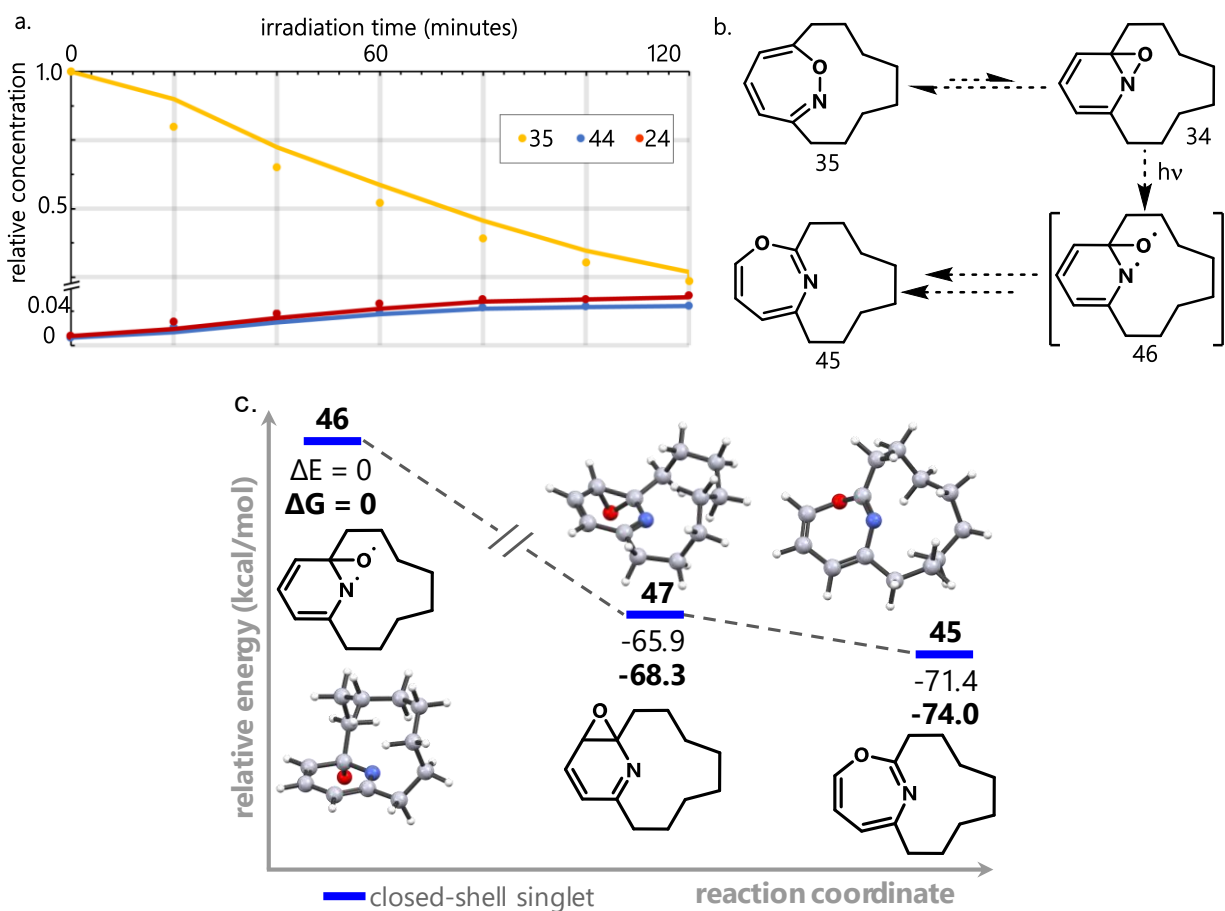 a.
irradiation time (minutes)
0 60 120
relative concentration
1.0
0.5
0.04
0
35 44 24
b.
O
N
35
O
N
34
hν
O
N
45
O·
N·
46
c.
relative energy (kcal/mol)
46
ΔE = 0
ΔG = 0
O·
N·
47
-65.9
-68.3
O
N
45
-71.4
-74.0
O
N
closed-shell singlet
reaction coordinate